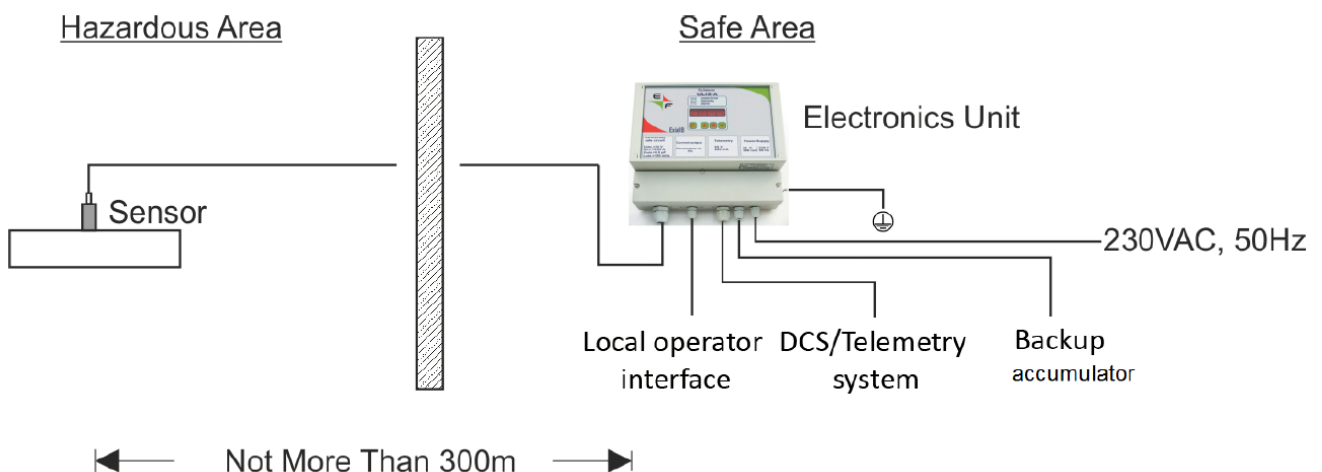 Hazardous Area
Safe Area
Electronics Unit
Sensor
230VAC, 50Hz
Local operator
interface
DCS/Telemetry
system
Backup
accumulator
Not More Than 300m